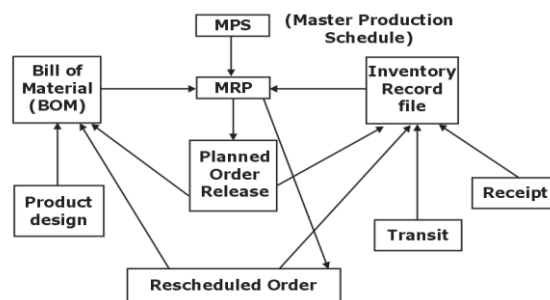 MPS
(Master Production
Schedule)
Bill of
Material
(BOM)
MRP
Inventory
Record
file
Planned
Order
Release
Product
design
Receipt
Transit
Rescheduled Order